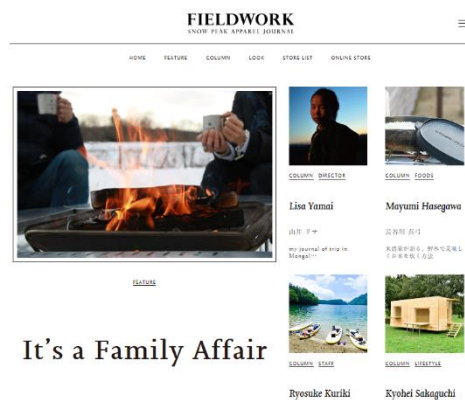 FIELDWORK
SNOW PEAK APPAREL JOURNAL
HOME FEATURE COLUMN LOOK STORE LIST ONLINE STORE
FEATURE
It's a Family Affair
COLUMN DIRECTOR
Lisa Yamai
山井 梨沙
my journal of trip in
Mongol…
COLUMN FOODS
Mayumi Hasegawa
長谷川 真弓
COLUMN STAFF
Ryosuke Kuriki
COLUMN LIFESTYLE
Kyohei Sakaguchi